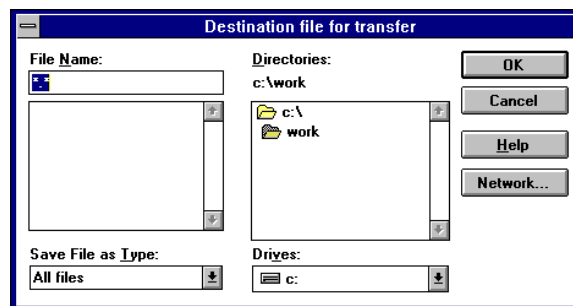 Destination file for transfer
File Name:
*.*
Directories:
c:\work
c:\
work
OK
Cancel
Help
Network...
Save File as Type:
All files
Drives:
c: